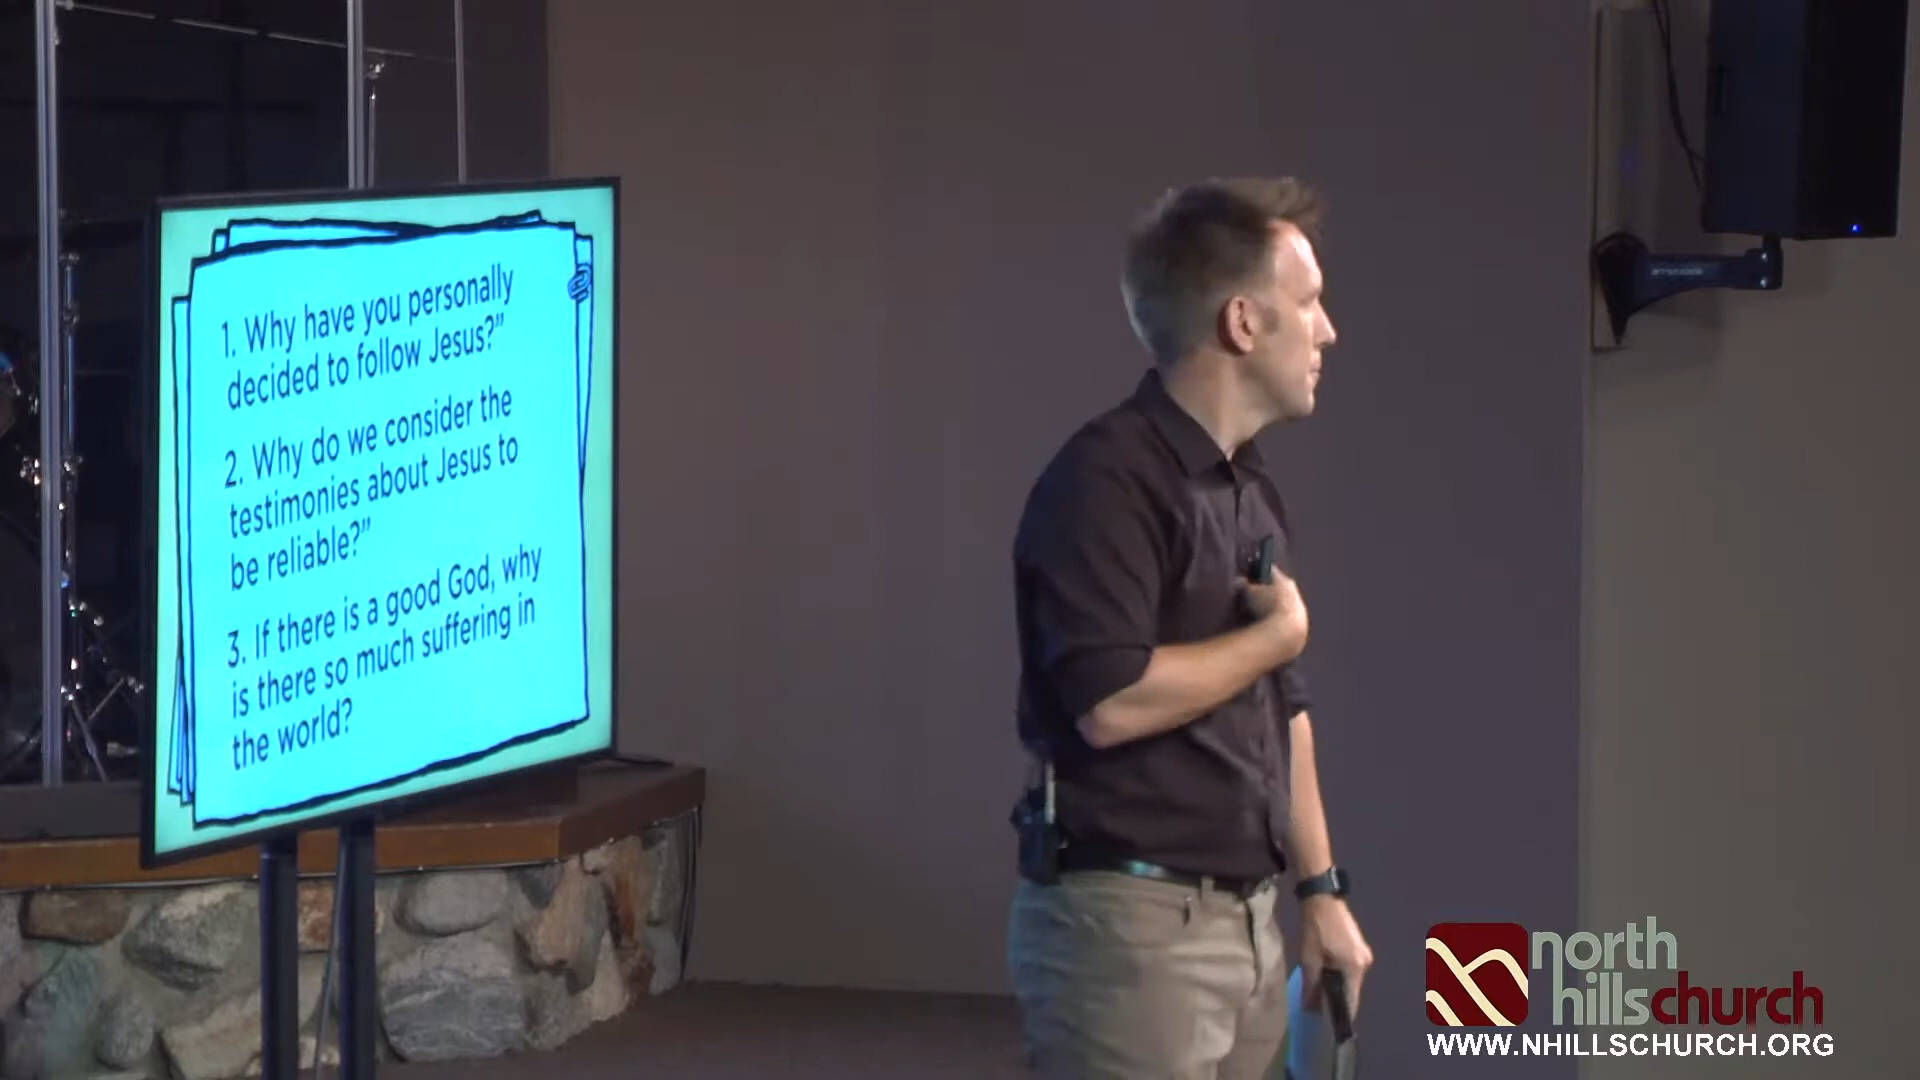 1. Why have you personally
decided to follow Jesus?”
2. Why do we consider the
testimonies about Jesus to
be reliable?”
3. If there is a good God, why
is there so much suffering in
the world?
north
hillschurch
WWW.NHILLSCHURCH.ORG